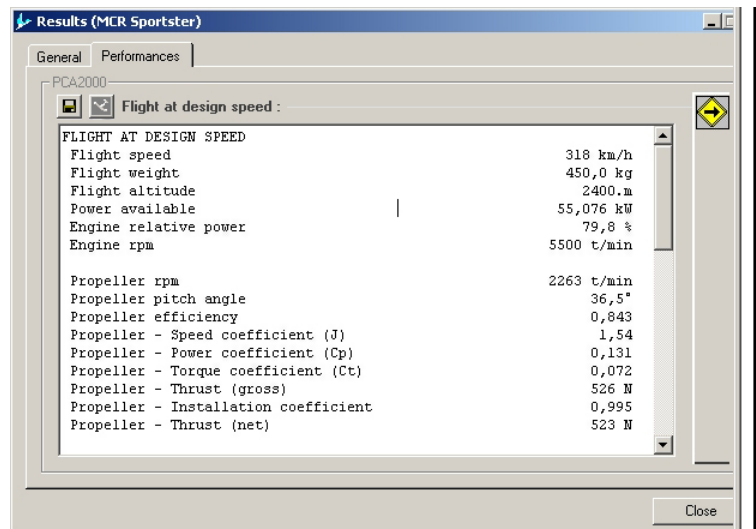 Results (MCR Sportster)
General Performances
PCA2000
Flight at design speed :
FLIGHT AT DESIGN SPEED
Flight speed 318 km/h
Flight weight 450,0 kg
Flight altitude 2400.m
Power available 55,076 kW
Engine relative power 79,8 %
Engine rpm 5500 t/min
Propeller rpm 2263 t/min
Propeller pitch angle 36,5°
Propeller efficiency 0,843
Propeller - Speed coefficient (J) 1,54
Propeller - Power coefficient (Cp) 0,131
Propeller - Torque coefficient (Ct) 0,072
Propeller - Thrust (gross) 526 N
Propeller - Installation coefficient 0,995
Propeller - Thrust (net) 523 N
Close